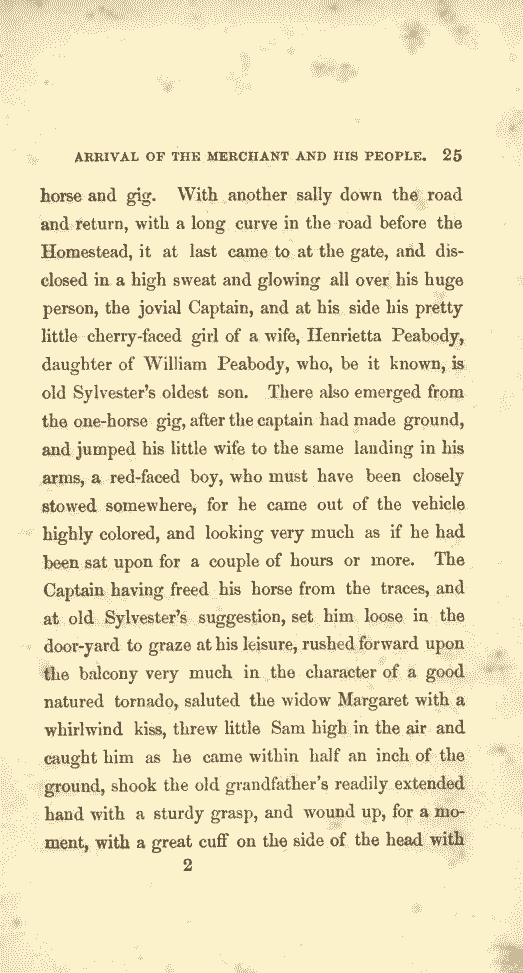 ARRIVAL OF THE MERCHANT AND HIS PEOPLE. 25
horse and gig. With another sally down the road
and return, with a long curve in the road before the
Homestead, it at last came to at the gate, and dis-
closed in a high sweat and glowing all over his huge
person, the jovial Captain, and at his side his pretty
little cherry-faced girl of a wife, Henrietta Peabody,
daughter of William Peabody, who, be it known, is
old Sylvester's oldest son. There also emerged from
the one-horse gig, after the captain had made ground,
and jumped his little wife to the same landing in his
arms, a red-faced boy, who must have been closely
stowed somewhere, for he came out of the vehicle
highly colored, and looking very much as if he had
been sat upon for a couple of hours or more. The
Captain having freed his horse from the traces, and
at old Sylvester's suggestion, set him loose in the
door-yard to graze at his leisure, rushed forward upon
the balcony very much in the character of a good
natured tornado, saluted the widow Margaret with a
whirlwind kiss, threw little Sam high in the air and
caught him as he came within half an inch of the
ground, shook the old grandfather's readily extended
hand with a sturdy grasp, and wound up, for a mo-
ment, with a great cuff on the side of the head with
2